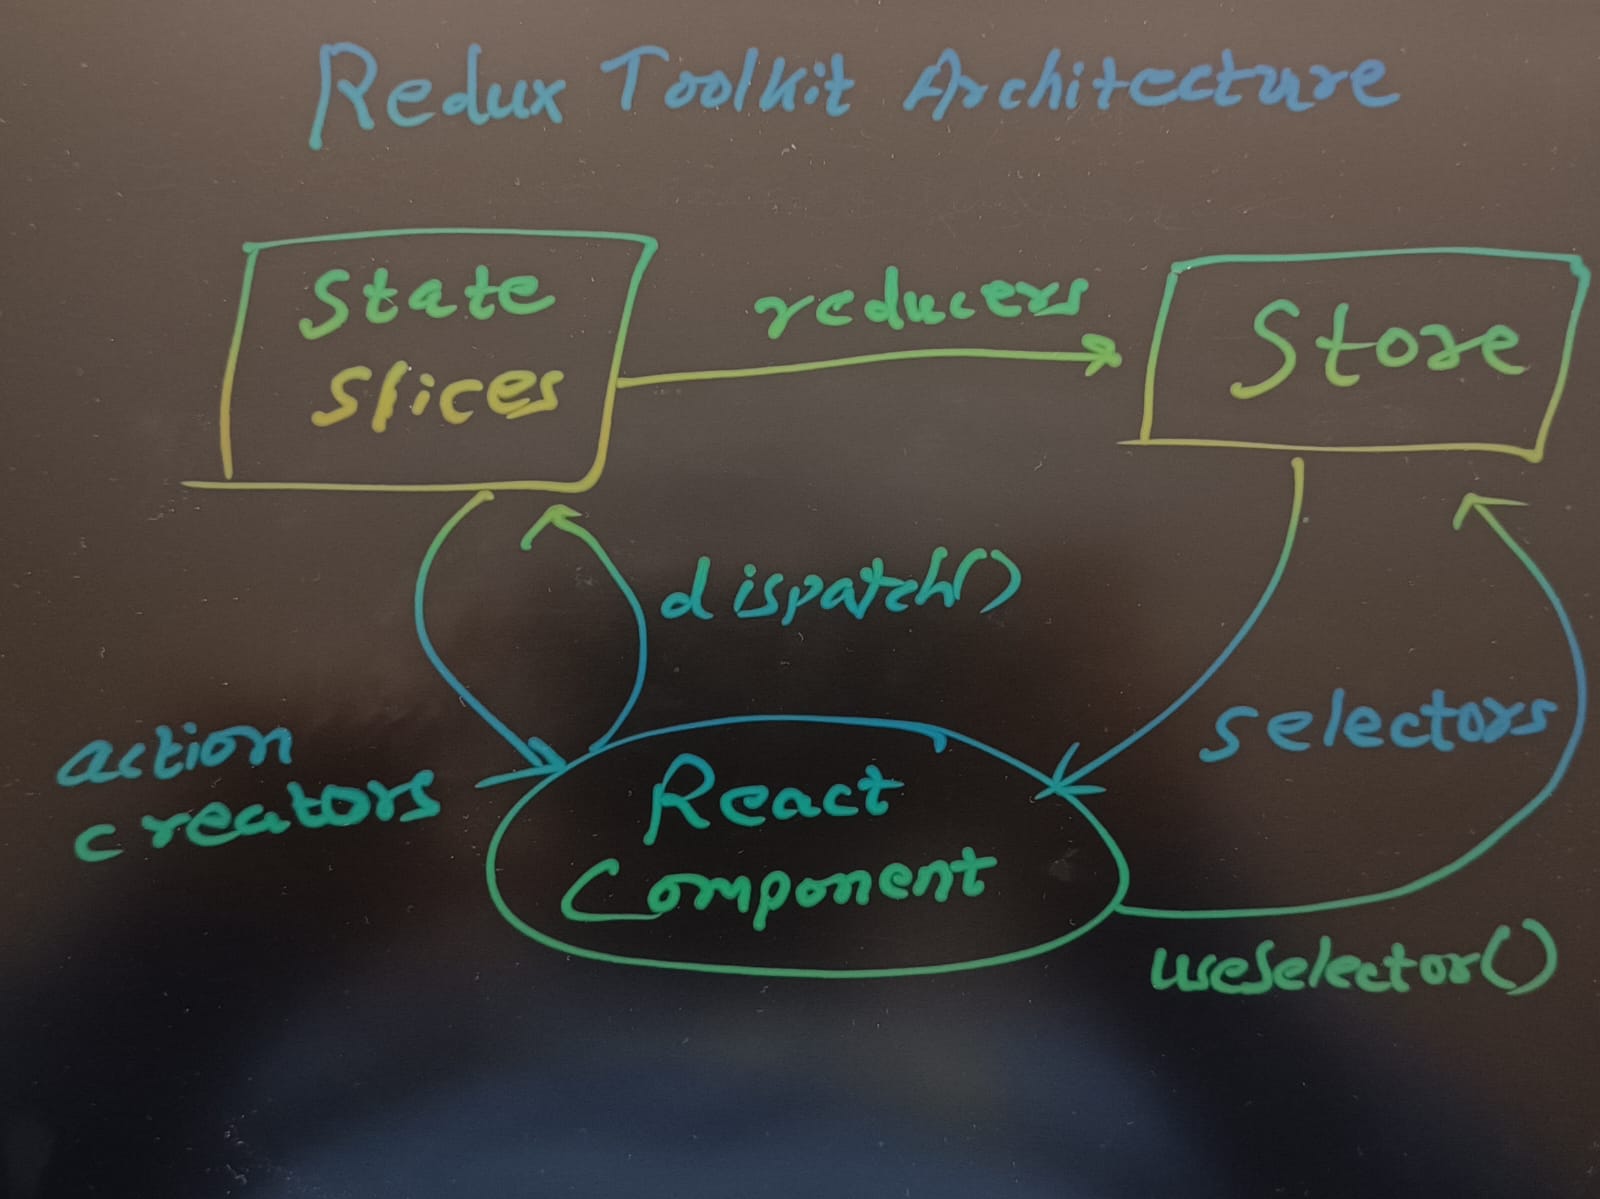 Redux Toolkit Architecture
State
Slices
reducers
Store
dispatch()
action
creators
selectors
React
Component
useSelector()